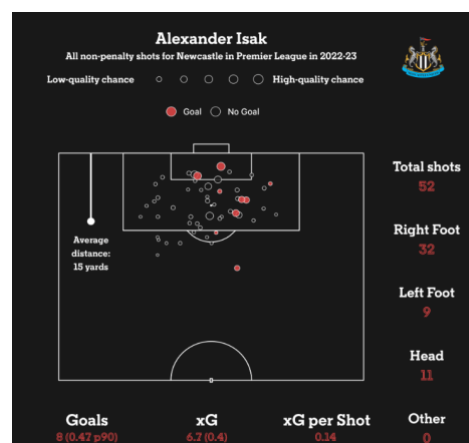 Alexander Isak
All non-penalty shots for Newcastle in Premier League in 2022-23
Low-quality chance
High-quality chance
Goal
No Goal
Average
distance:
15 yards
Total shots
52
Right Foot
32
Left Foot
9
Head
11
Other
0
Goals
8 (0.47 p90)
xG
6.7 (0.4)
xG per Shot
0.14